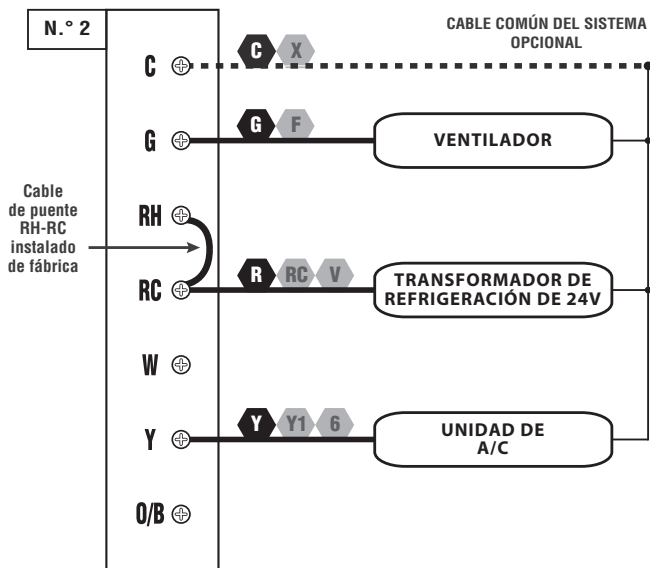 N.° 2
CABLE COMÚN DEL SISTEMA
OPCIONAL
C
C X
G
G F
VENTILADOR
Cable
de puente
RH-RC
instalado
de fábrica
RH
RC
R RC V
TRANSFORMADOR DE
REFRIGERACIÓN DE 24V
W
Y
Y Y1 6
UNIDAD DE
A/C
O/B